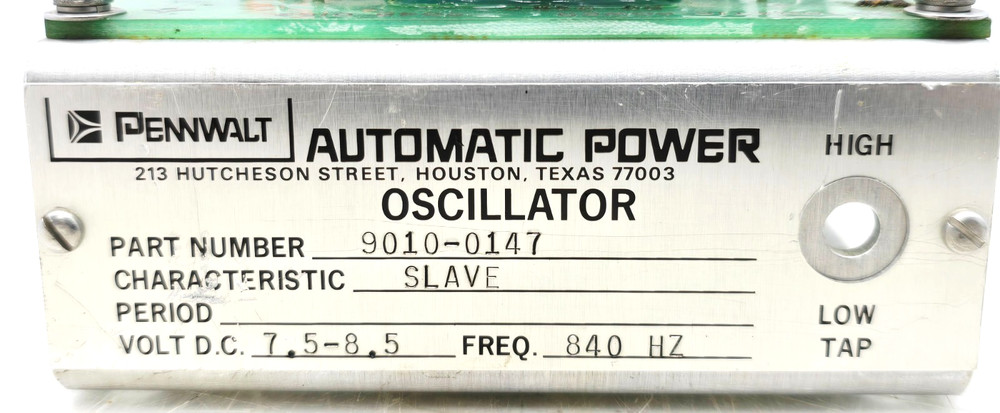 PENNWALT
AUTOMATIC POWER
213 HUTCHESON STREET, HOUSTON, TEXAS 77003
OSCILLATOR
PART NUMBER 9010-0147
CHARACTERISTIC SLAVE
PERIOD
VOLT D.C. 7.5-8.5 FREQ. 840 HZ
HIGH
LOW
TAP